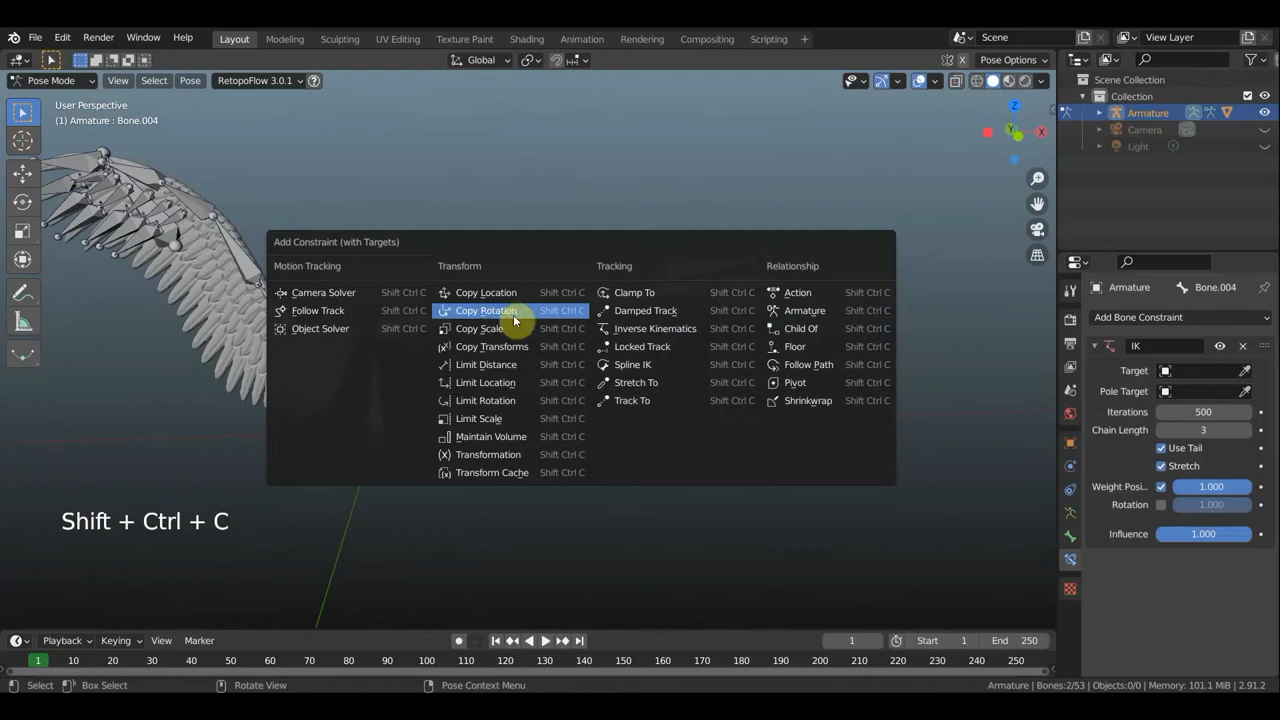 File Edit Render Window Help Layout Modeling Sculpting UV Editing Texture Paint Shading Animation Rendering Compositing Scripting + Scene View Layer
Global Pose Options
Pose Mode View Select Pose RetopoFlow 3.0.1 ?
User Perspective
(1) Armature : Bone.004
Z
X
Y
Scene Collection
Collection
Armature
Camera
Light
Armature Bone.004
Add Bone Constraint
IK
Target
Pole Target
Iterations 500
Chain Length 3
Use Tail
Stretch
Weight Posi... 1.000
Rotation 1.000
Influence 1.000
Add Constraint (with Targets)
Motion Tracking Transform Tracking Relationship
Camera Solver Shift Ctrl C Copy Location Shift Ctrl C Clamp To Shift Ctrl C Action Shift Ctrl C
Follow Track Shift Ctrl C Copy Rotation Shift Ctrl C Damped Track Shift Ctrl C Armature Shift Ctrl C
Object Solver Shift Ctrl C Copy Scale Shift Ctrl C Inverse Kinematics Shift Ctrl C Child Of Shift Ctrl C
Copy Transforms Shift Ctrl C Locked Track Shift Ctrl C Floor Shift Ctrl C
Limit Distance Shift Ctrl C Spline IK Shift Ctrl C Follow Path Shift Ctrl C
Limit Location Shift Ctrl C Stretch To Shift Ctrl C Pivot Shift Ctrl C
Limit Rotation Shift Ctrl C Track To Shift Ctrl C Shrinkwrap Shift Ctrl C
Limit Scale Shift Ctrl C
Maintain Volume Shift Ctrl C
Transformation Shift Ctrl C
Transform Cache Shift Ctrl C
Shift + Ctrl + C
Playback Keying View Marker 1 Start 1 End 250
1 10 20 30 40 50 60 70 80 90 100 110 120 130 140 150 160 170 180 190 200 210 220 230 240 250
Select Box Select Rotate View Pose Context Menu Armature | Bones:2/53 | Objects:0/0 | Memory: 101.1 MiB | 2.91.2